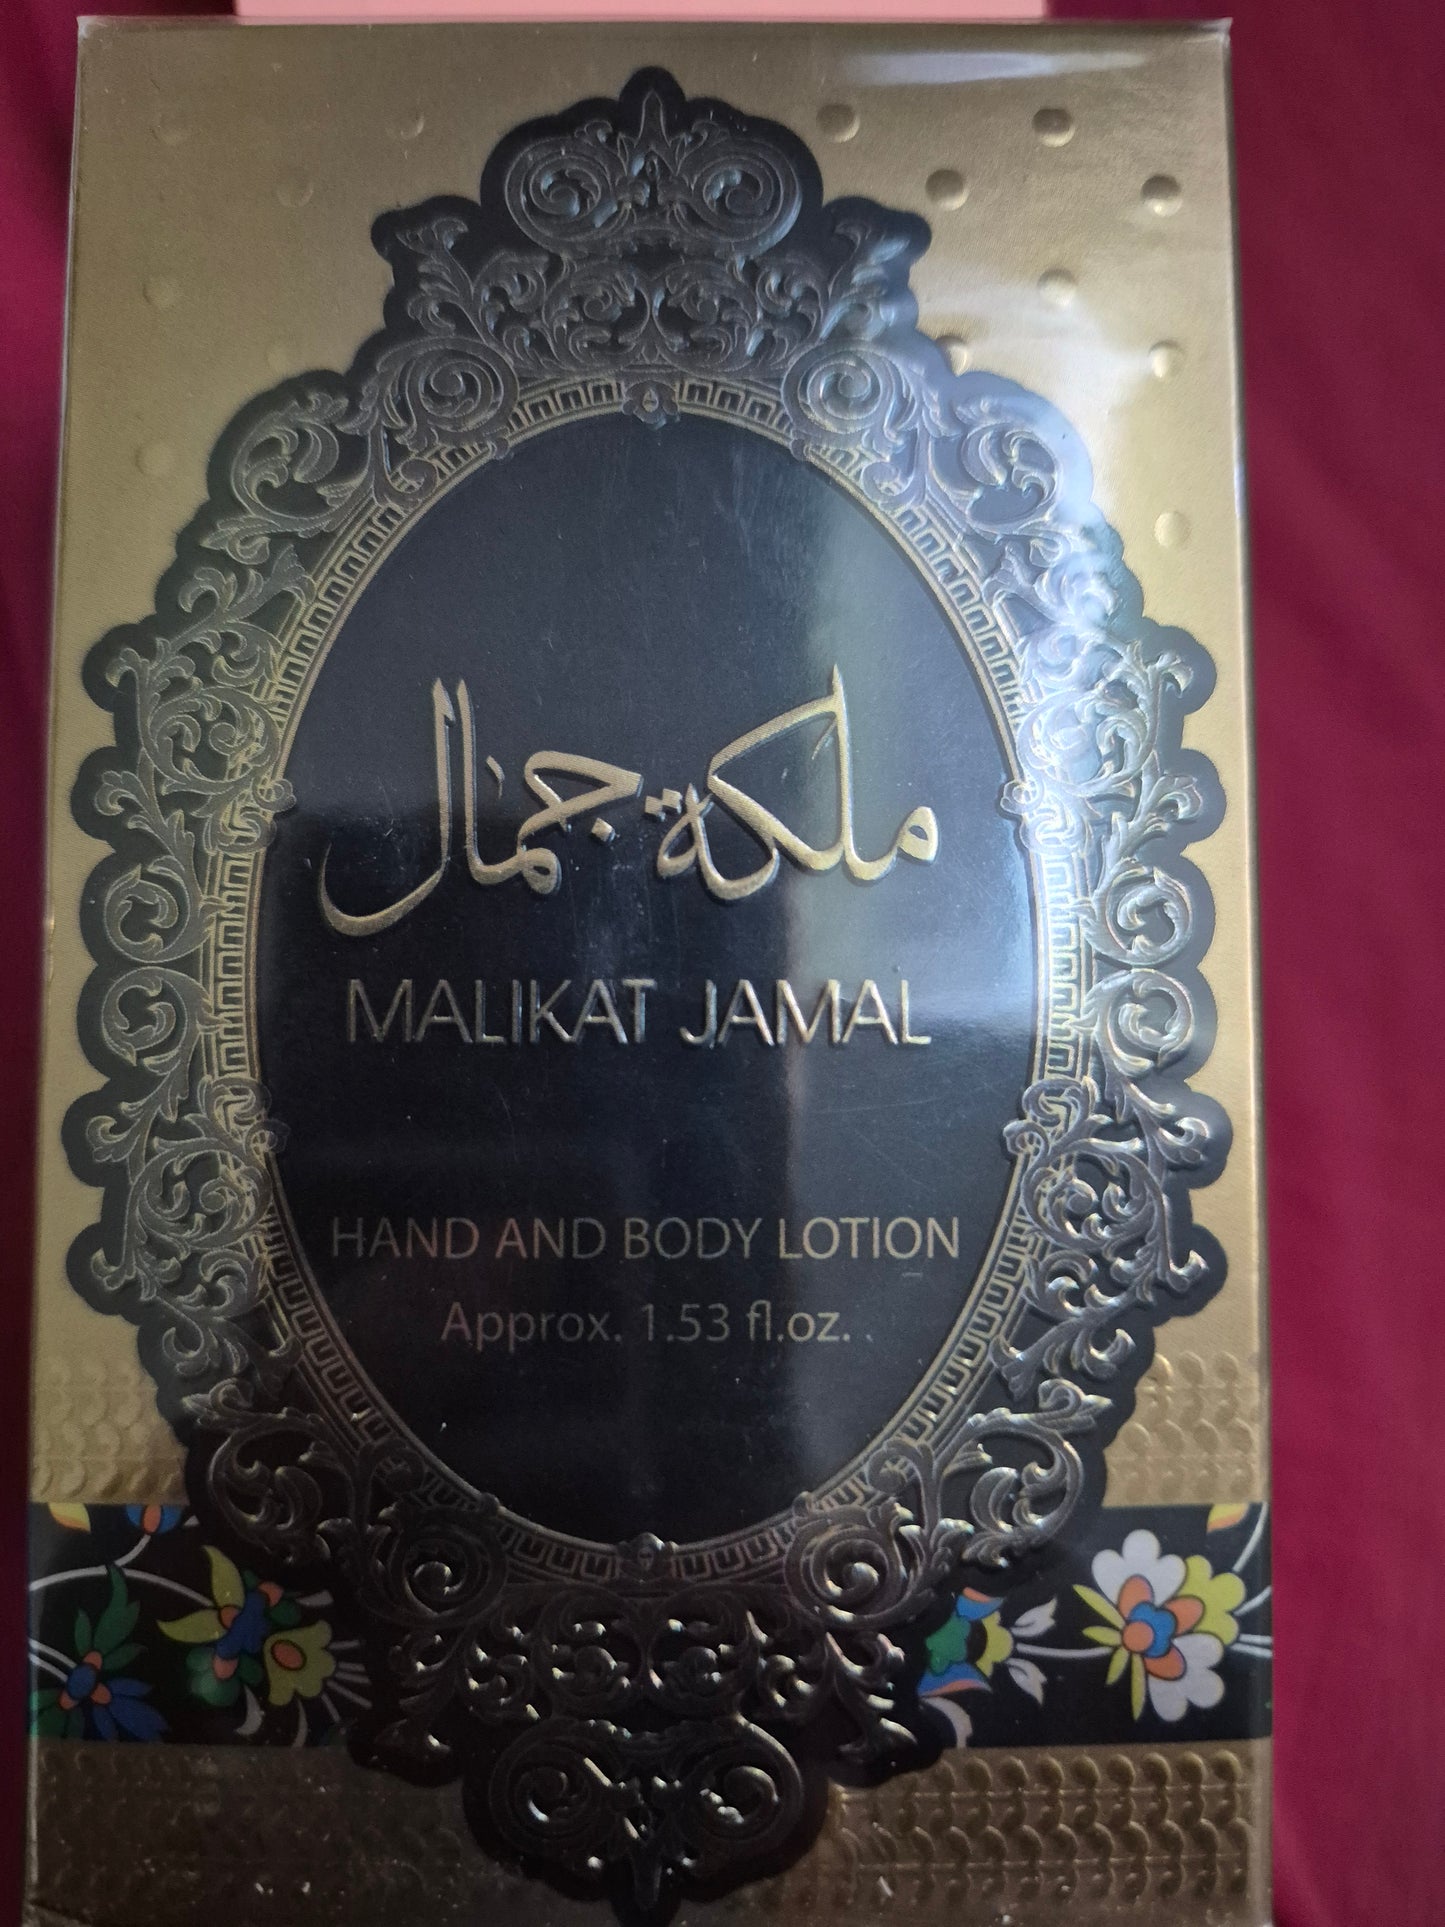 ملكة جمال
MALIKAT JAMAL
HAND AND BODY LOTION
Approx. 1.53 fl.oz.